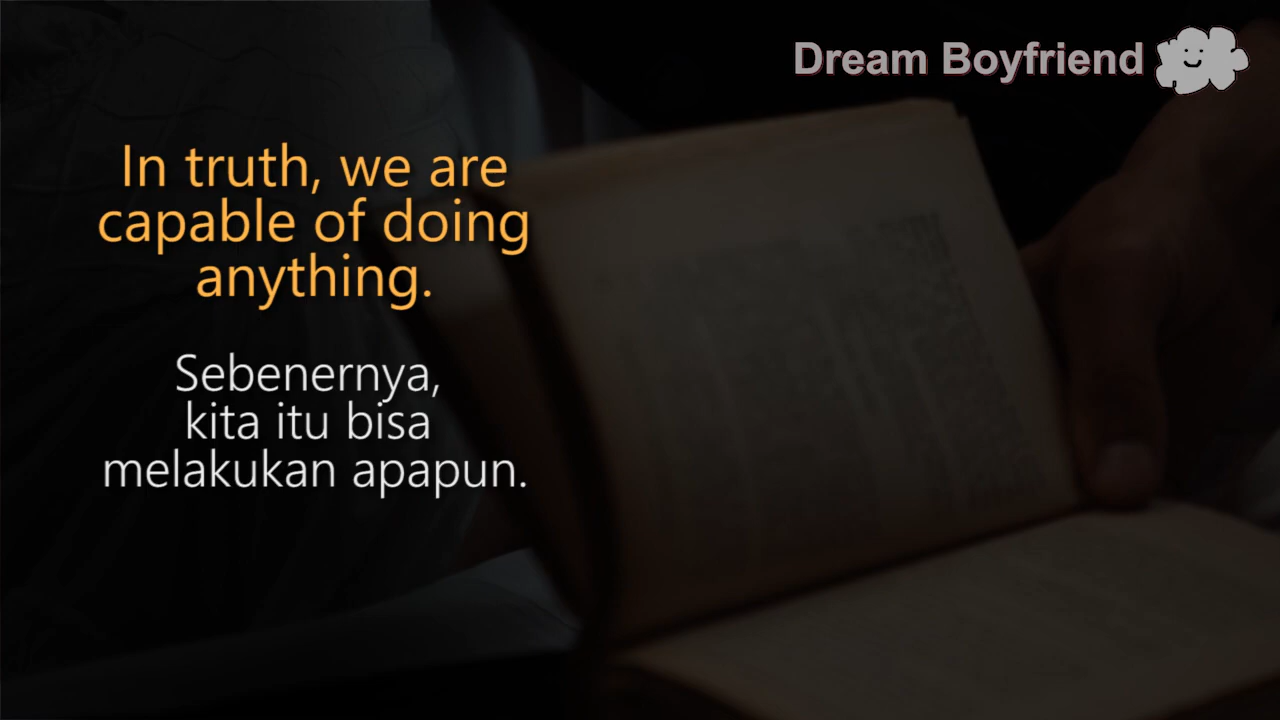 Dream Boyfriend
In truth, we are
capable of doing
anything.
Sebenernya,
kita itu bisa
melakukan apapun.